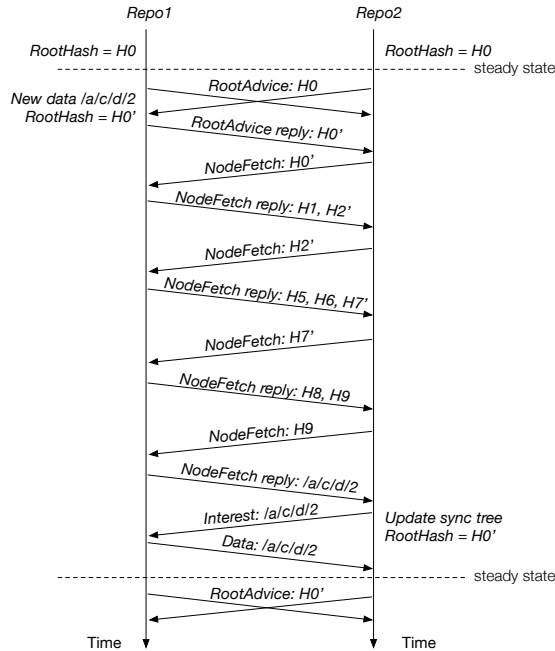 Repo1
Repo2
RootHash = H0
RootHash = H0
steady state
RootAdvice: H0
New data /a/c/d/2
RootHash = H0’
RootAdvice reply: H0’
NodeFetch: H0’
NodeFetch reply: H1, H2’
NodeFetch: H2’
NodeFetch reply: H5, H6, H7’
NodeFetch: H7’
NodeFetch reply: H8, H9
NodeFetch: H9
NodeFetch reply: /a/c/d/2
Interest: /a/c/d/2
Update sync tree
RootHash = H0’
Data: /a/c/d/2
steady state
RootAdvice: H0’
Time
Time